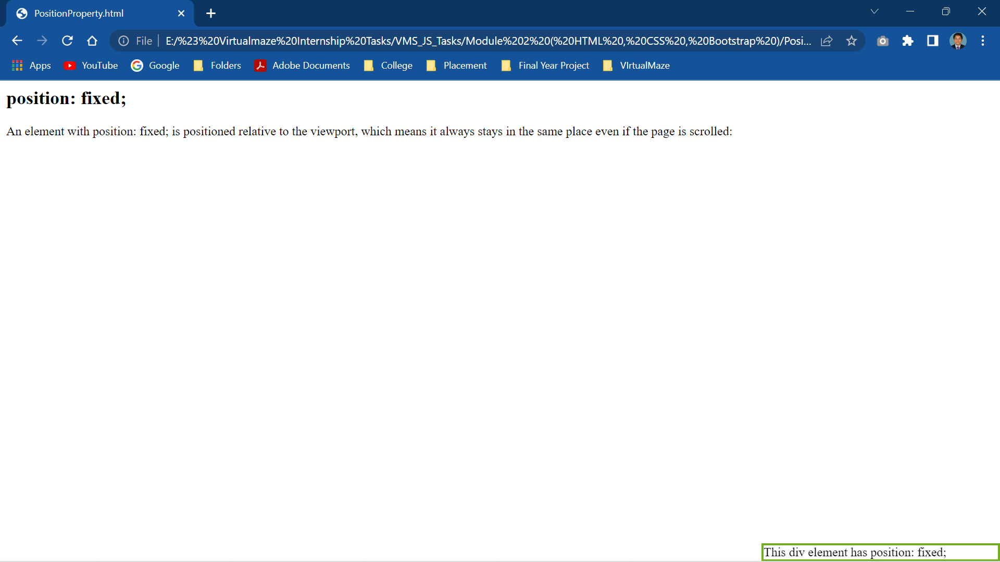 PositionProperty.html
File E:/%23%20Virtualmaze%20Internship%20Tasks/VMS_JS_Tasks/Module%202%20(%20HTML%20,%20CSS%20,%20Bootstrap%20)/Posi...
Apps YouTube Google Folders Adobe Documents College Placement Final Year Project VIrtualMaze
position: fixed;
An element with position: fixed; is positioned relative to the viewport, which means it always stays in the same place even if the page is scrolled:
This div element has position: fixed;